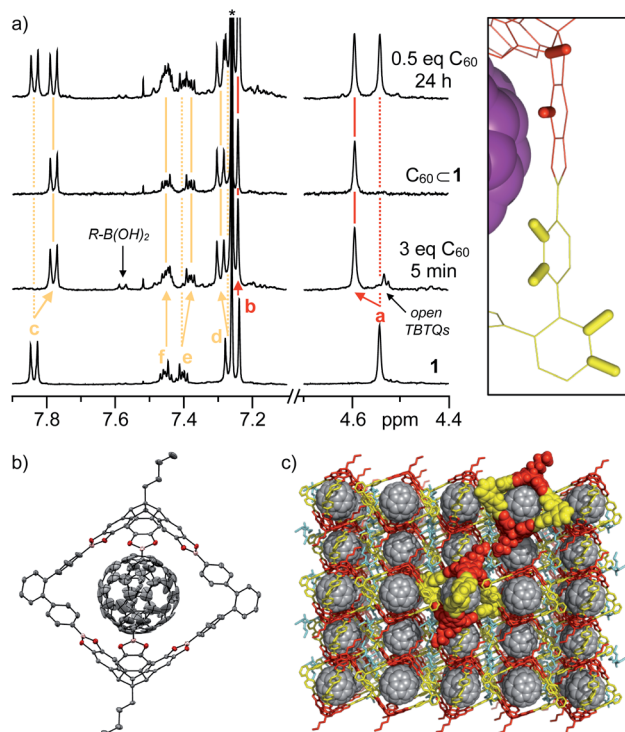 a)
*
0.5 eq C₆₀
24 h
C₆₀⊂1
R-B(OH)₂
3 eq C₆₀
5 min
c
f
e
d
b
a
open
TBTQs
1
7.8
7.6
7.4
7.2
4.6
ppm
4.4
b)
c)